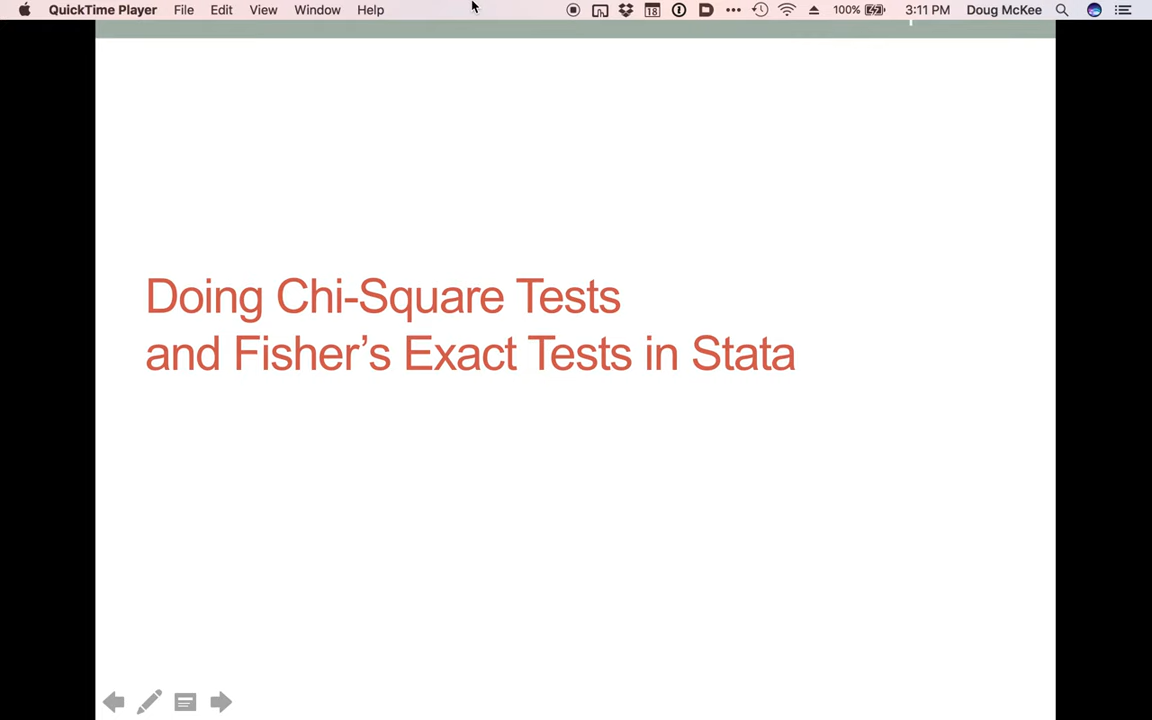 QuickTime Player File Edit View Window Help 18 100% 3:11 PM Doug McKee
Doing Chi-Square Tests
and Fisher’s Exact Tests in Stata